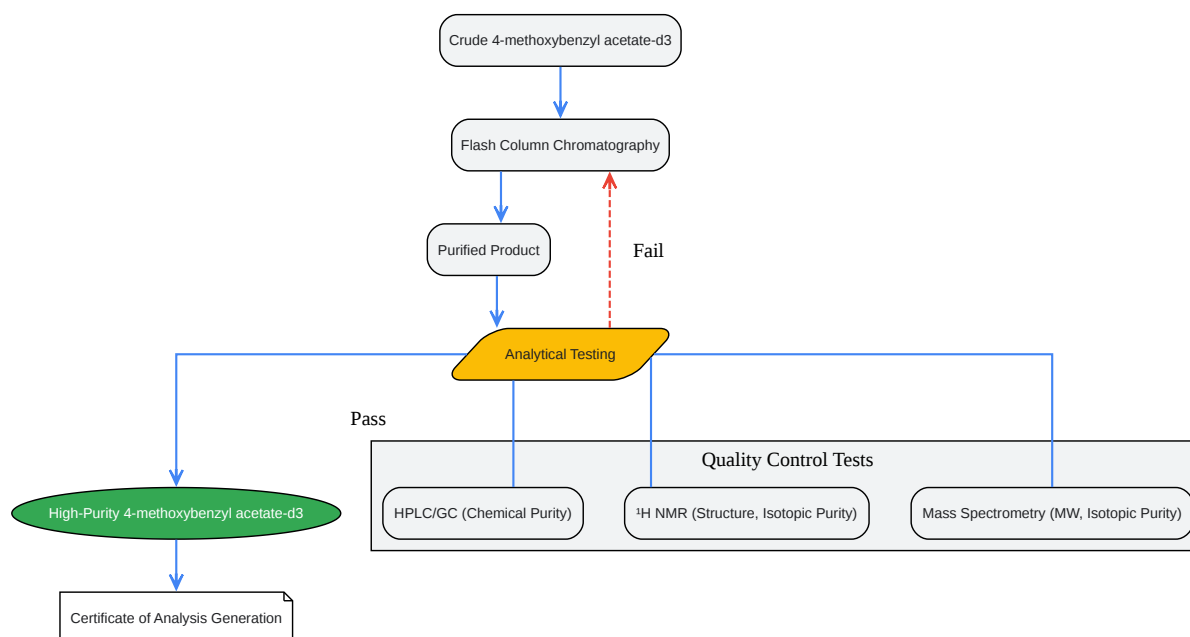 Crude 4-methoxybenzyl acetate-d3
Flash Column Chromatography
Purified Product
Fail
Analytical Testing
Pass
Quality Control Tests
High-Purity 4-methoxybenzyl acetate-d3
HPLC/GC (Chemical Purity)
¹H NMR (Structure, Isotopic Purity)
Mass Spectrometry (MW, Isotopic Purity)
Certificate of Analysis Generation